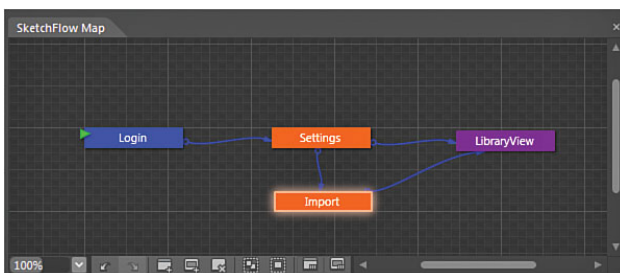 SketchFlow Map
Login
Settings
LibraryView
Import
100%